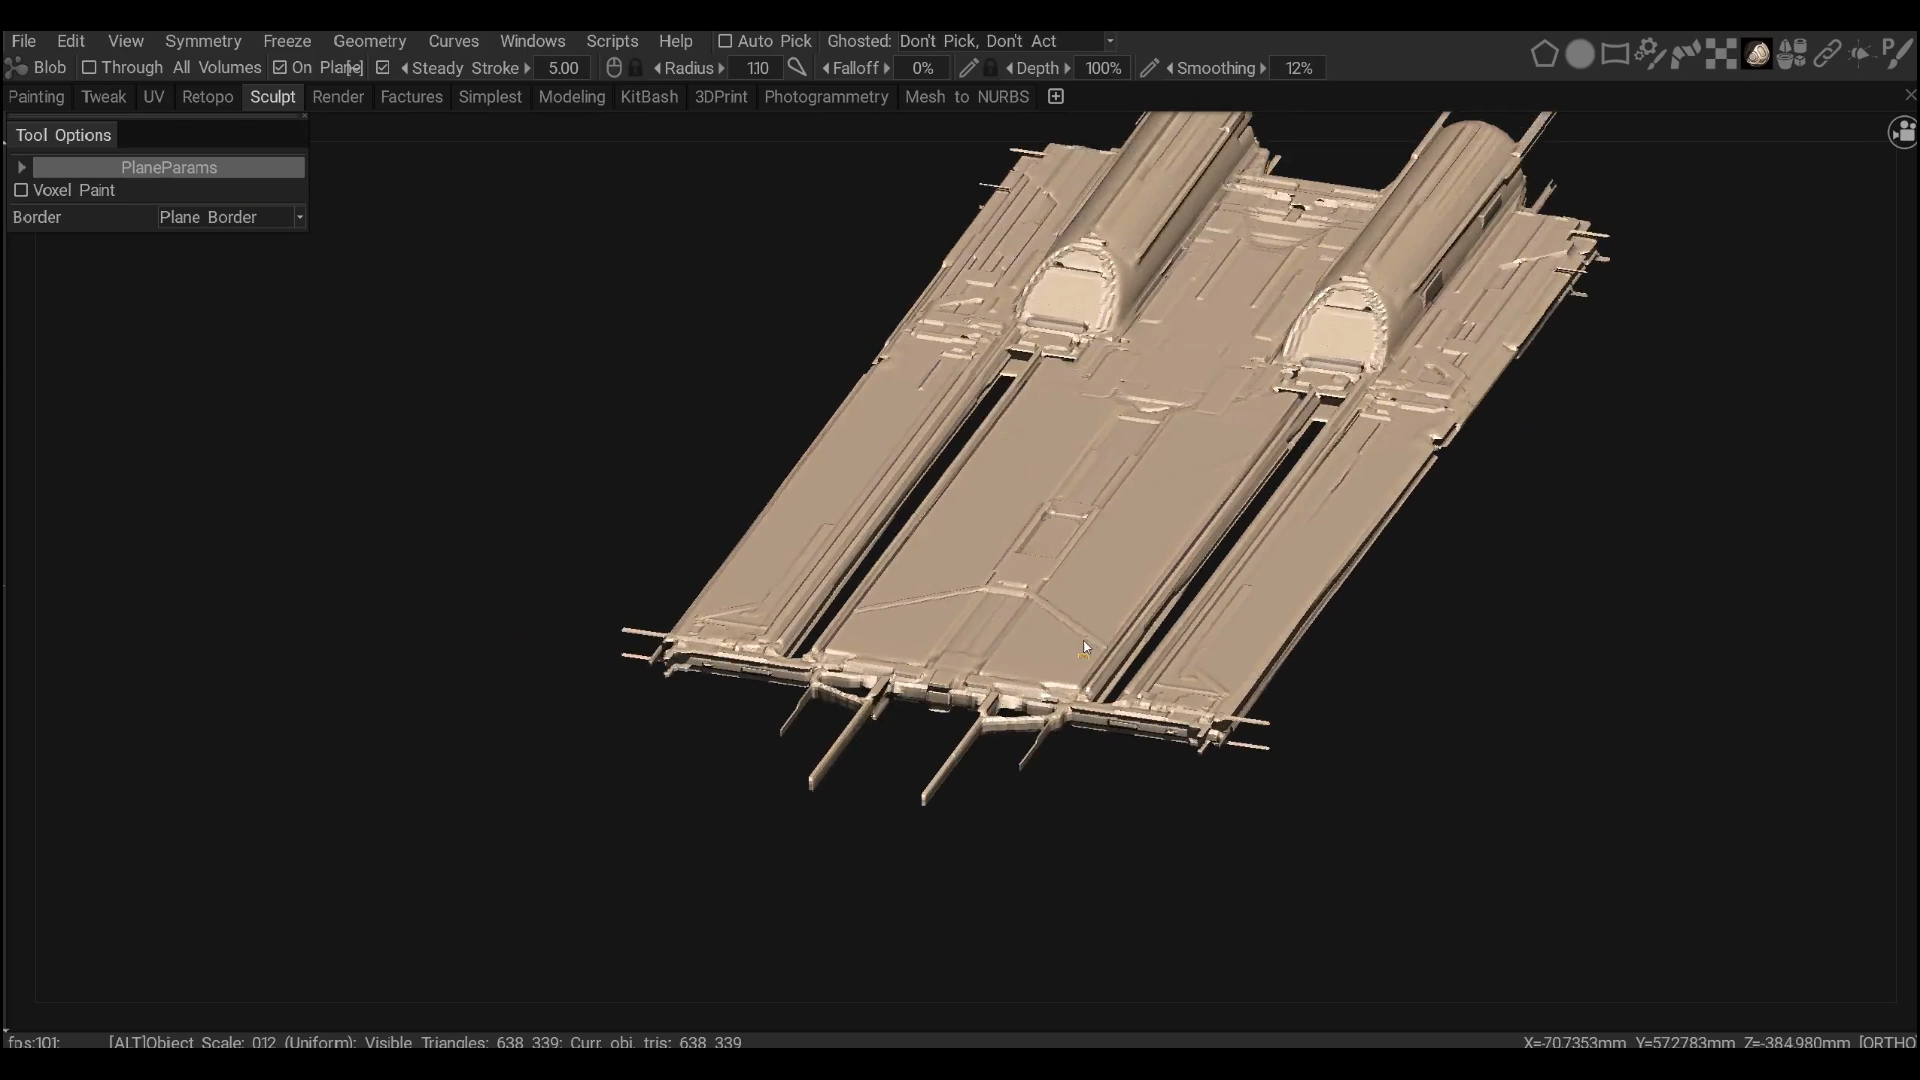 File Edit View Symmetry Freeze Geometry Curves Windows Scripts Help Auto Pick Ghosted: Don't Pick, Don't Act
Blob Through All Volumes On Plane Steady Stroke 5.00 Radius 1.10 Falloff 0% Depth 100% Smoothing 12%
Painting Tweak UV Retopo Sculpt Render Factures Simplest Modeling KitBash 3DPrint Photogrammetry Mesh to NURBS
Tool Options
PlaneParams
Voxel Paint
Border Plane Border
fps:101; [ALT]Object Scale: 012 (Uniform); Visible Triangles: 638 339; Curr. obj. tris: 638 339 X=-70.7353mm Y=57.2783mm Z=-384.980mm [ORTHO